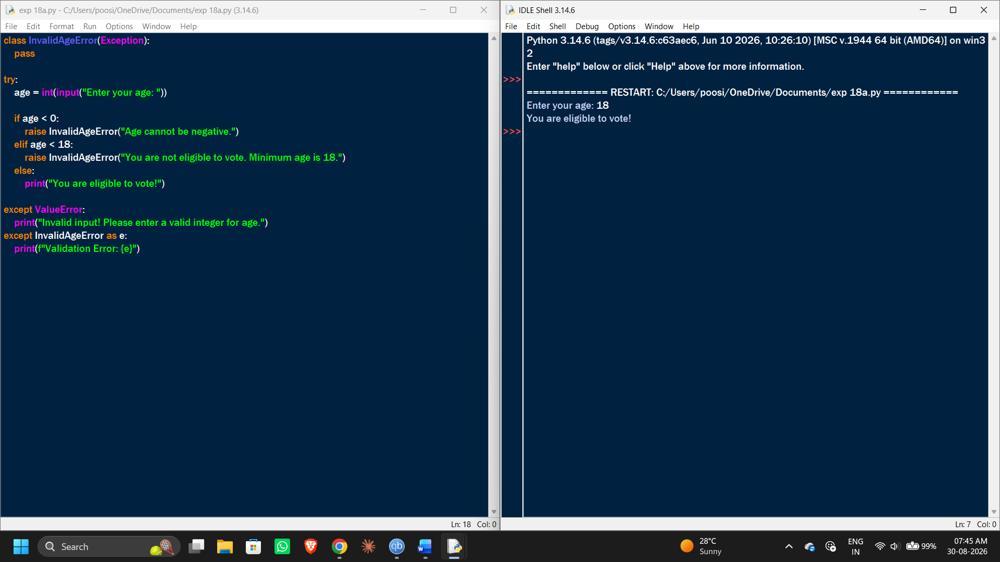 exp 18a.py - C:/Users/poosi/OneDrive/Documents/exp 18a.py (3.14.6)
File Edit Format Run Options Window Help
class InvalidAgeError(Exception):
    pass
try:
    age = int(input("Enter your age: "))
    if age < 0:
        raise InvalidAgeError("Age cannot be negative.")
    elif age < 18:
        raise InvalidAgeError("You are not eligible to vote. Minimum age is 18.")
    else:
        print("You are eligible to vote!")
except ValueError:
    print("Invalid input! Please enter a valid integer for age.")
except InvalidAgeError as e:
    print(f"Validation Error: {e}")
Ln: 18 Col: 0
IDLE Shell 3.14.6
File Edit Shell Debug Options Window Help
Python 3.14.6 (tags/v3.14.6:c63aec6, Jun 10 2026, 10:26:10) [MSC v.1944 64 bit (AMD64)] on win3
2
Enter "help" below or click "Help" above for more information.
>>>
============= RESTART: C:/Users/poosi/OneDrive/Documents/exp 18a.py ============
Enter your age: 18
You are eligible to vote!
>>>
Ln: 7 Col: 0
Search
qb
W
28°C
Sunny
ENG
IN
99%
07:45 AM
30-08-2026